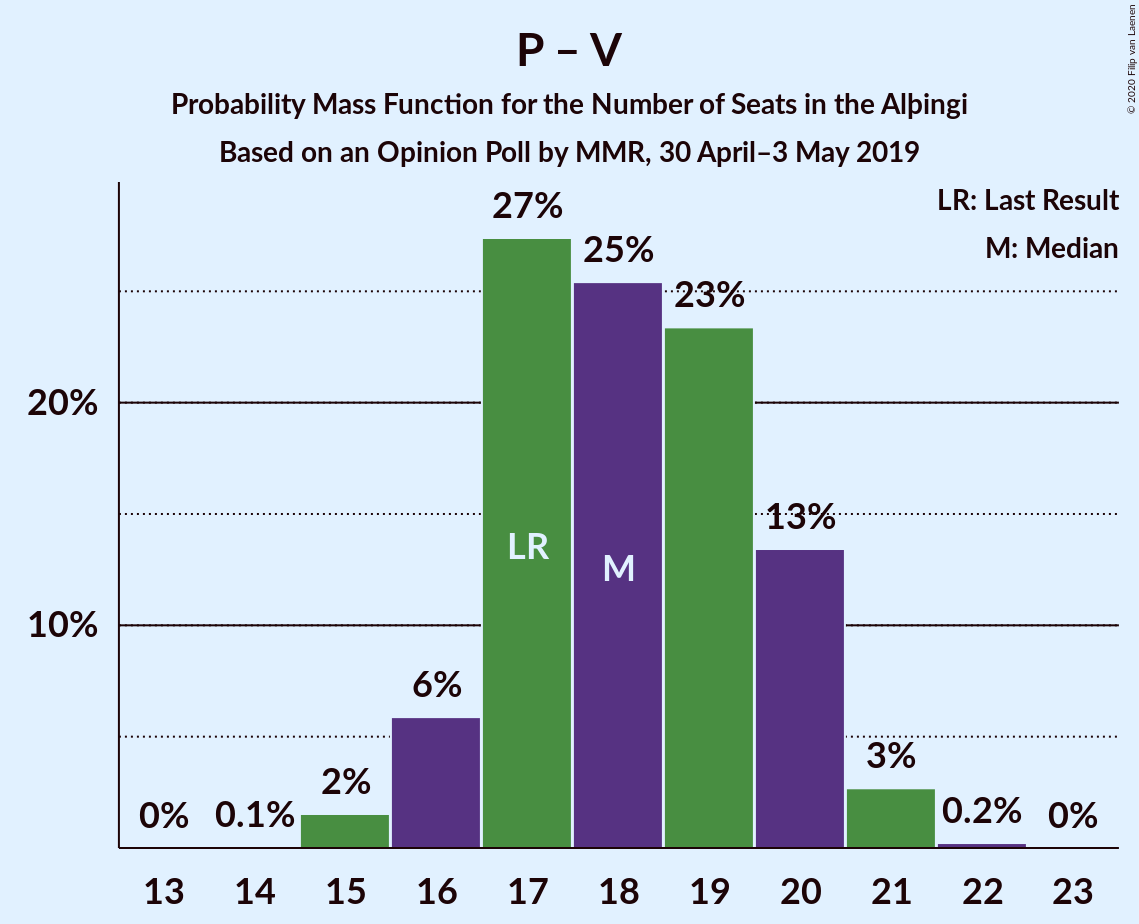 P – V
Probability Mass Function for the Number of Seats in the Alþingi
Based on an Opinion Poll by MMR, 30 April–3 May 2019
© 2020 Filip van Laenen
LR: Last Result
M: Median
27%
25%
23%
20%
13%
LR
M
10%
6%
3%
2%
0%
0.1%
0.2%
0%
13 14 15 16 17 18 19 20 21 22 23